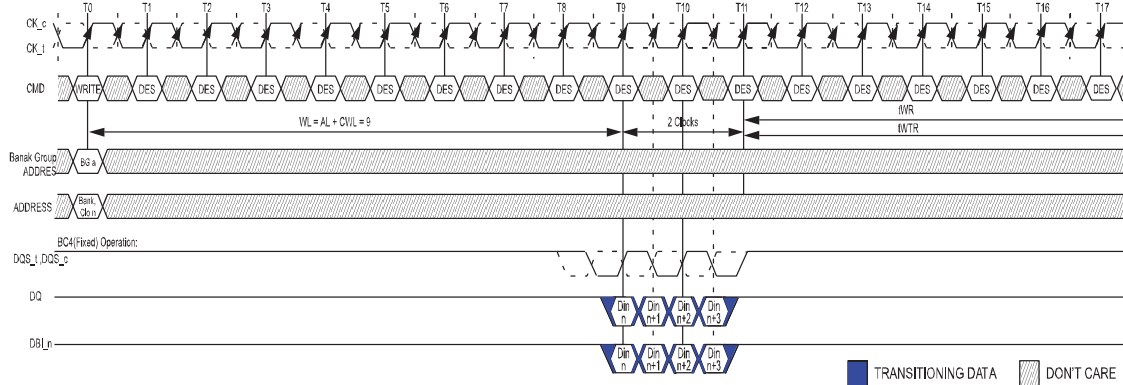 T0 T1 T2 T3 T4 T5 T6 T7 T8 T9 T10 T11 T12 T13 T14 T15 T16 T17
CK_c
CK_t
CMD WRITE DES DES DES DES DES DES DES DES DES DES DES DES DES DES DES DES DES
tWR
WL = AL + CWL = 9 2 Clocks
tWTR
Banak Group
ADDRES
BG a
ADDRESS
Bank,
Clo n
BC4(Fixed) Operation:
DQS_t ,DQS_c
DQ Din Din Din Din
n n+1 n+2 n+3
DBI_n Din Din Din Din
n n+1 n+2 n+3
TRANSITIONING DATA DON'T CARE